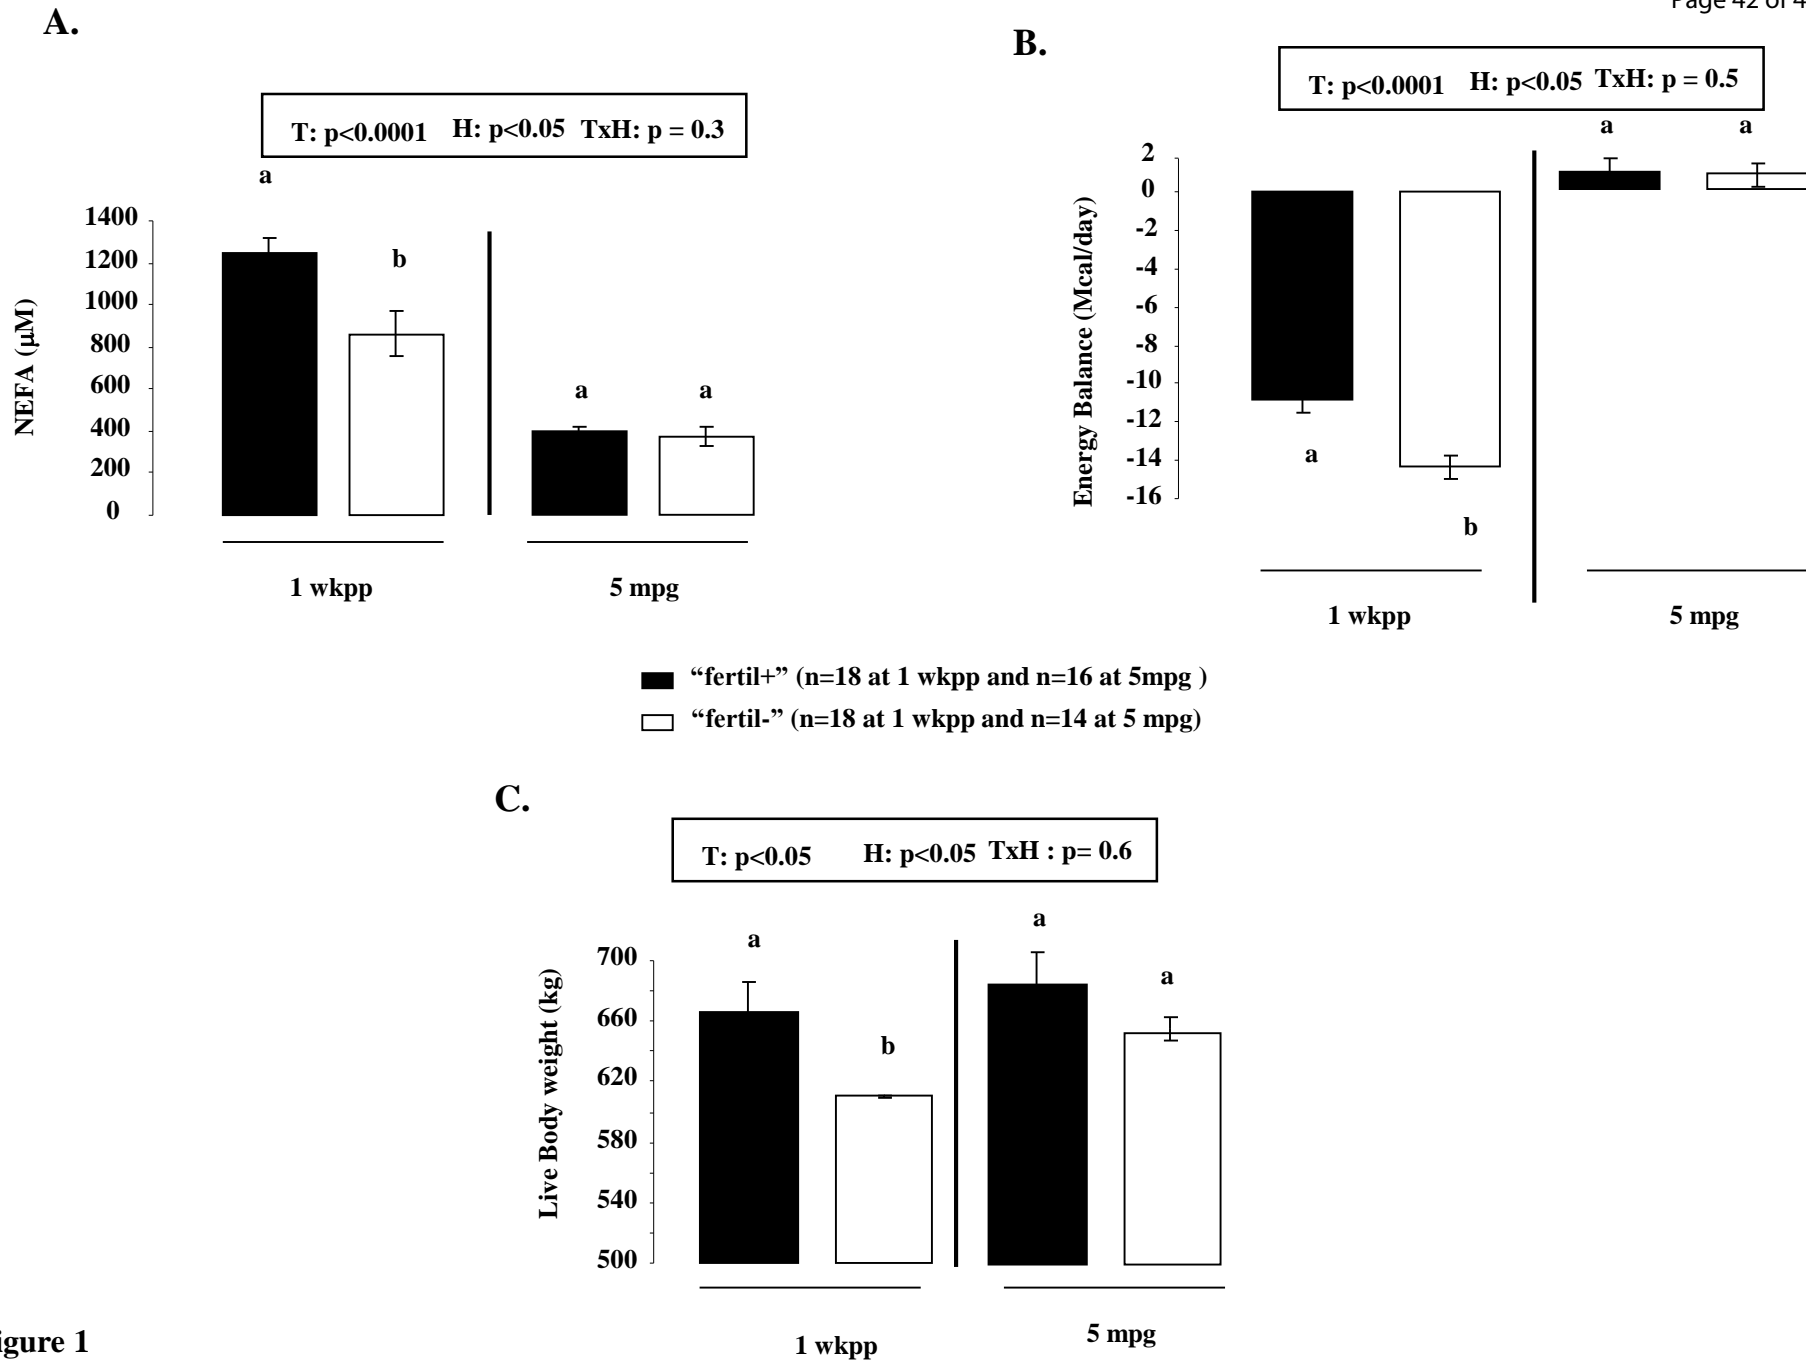 Page 42 of 4
A.
T: p<0.0001 H: p<0.05 TxH: p = 0.3
a
b
a
a
1400
1200
1000
800
600
400
200
0
NEFA (µM)
1 wkpp
5 mpg
B.
T: p<0.0001 H: p<0.05 TxH: p = 0.5
a
a
2
0
-2
-4
-6
-8
-10
-12
-14
-16
Energy Balance (Mcal/day)
a
b
1 wkpp
5 mpg
“fertil+” (n=18 at 1 wkpp and n=16 at 5mpg )
“fertil-” (n=18 at 1 wkpp and n=14 at 5 mpg)
C.
T: p<0.05 H: p<0.05 TxH : p= 0.6
a
b
a
a
700
660
620
580
540
500
Live Body weight (kg)
1 wkpp
5 mpg
igure 1